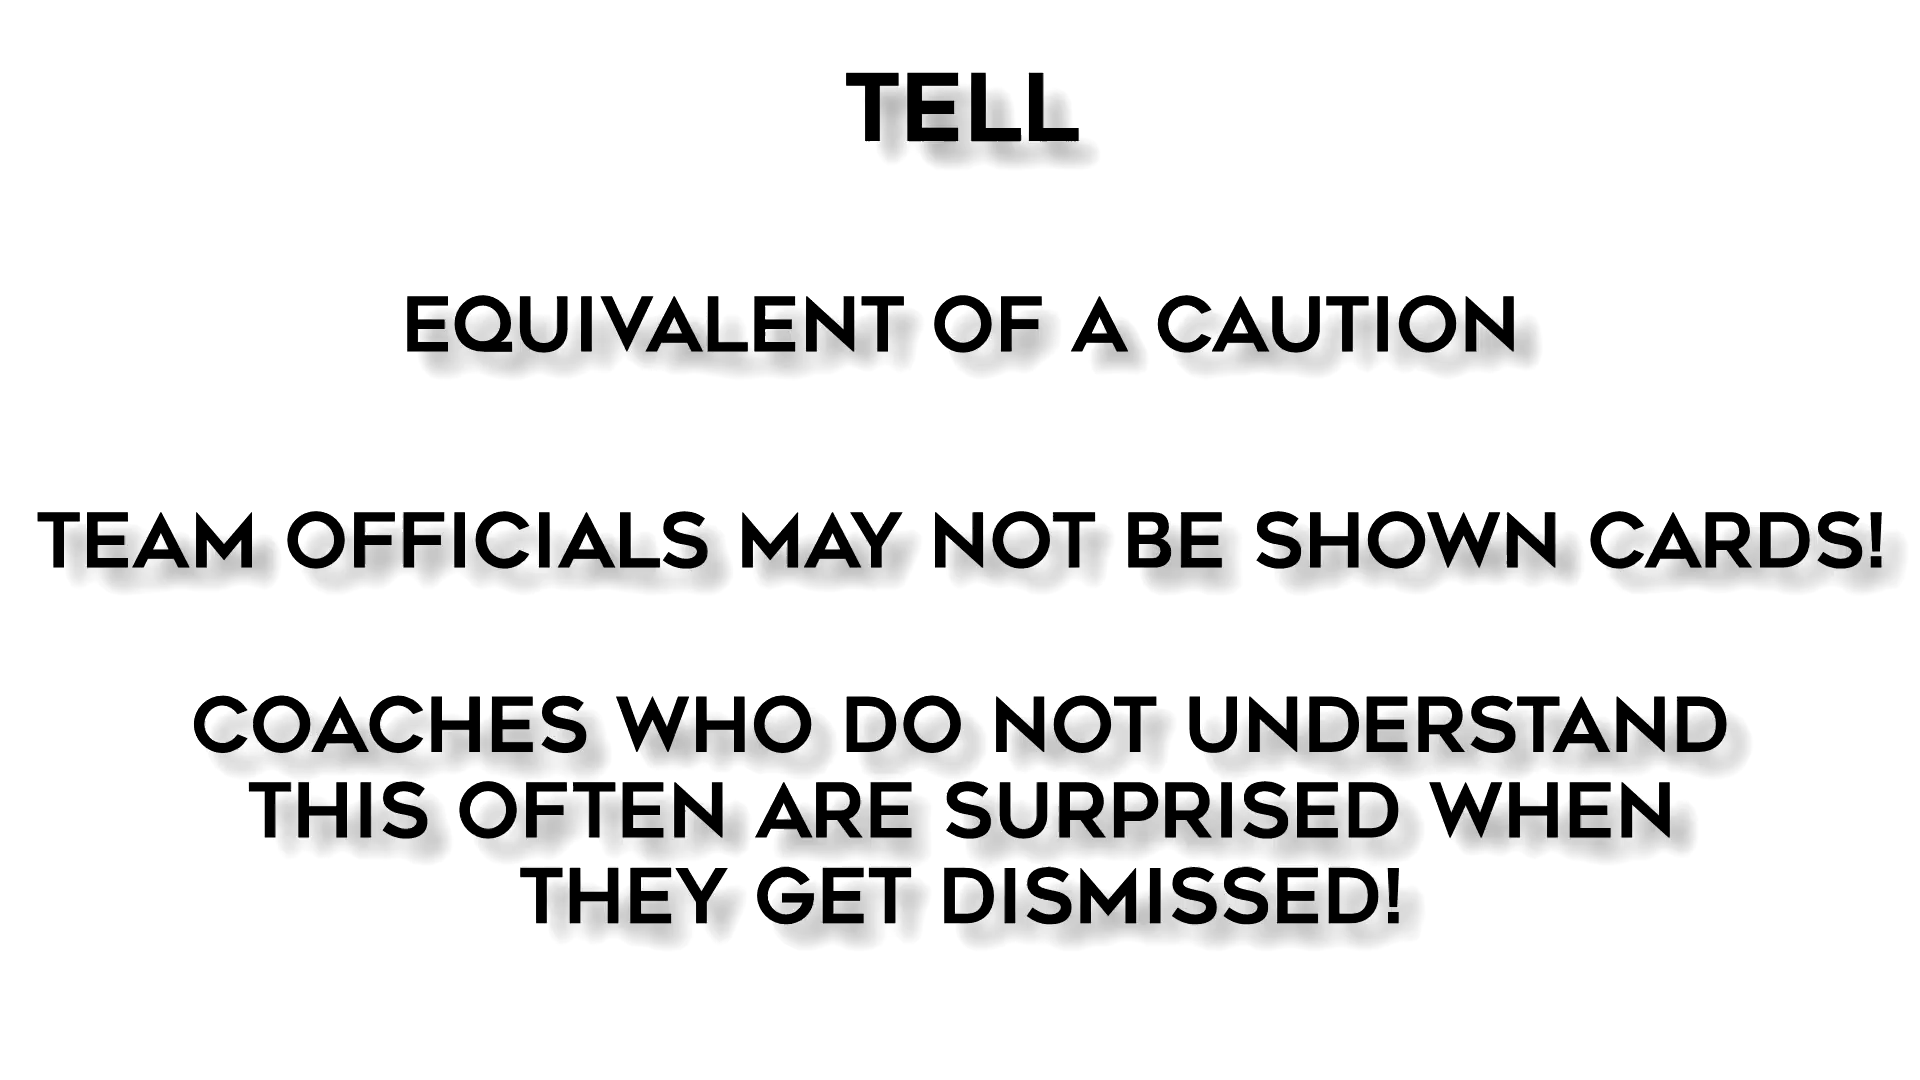 TELL
EQUIVALENT OF A CAUTION
TEAM OFFICIALS MAY NOT BE SHOWN CARDS!
COACHES WHO DO NOT UNDERSTAND
THIS OFTEN ARE SURPRISED WHEN
THEY GET DISMISSED!